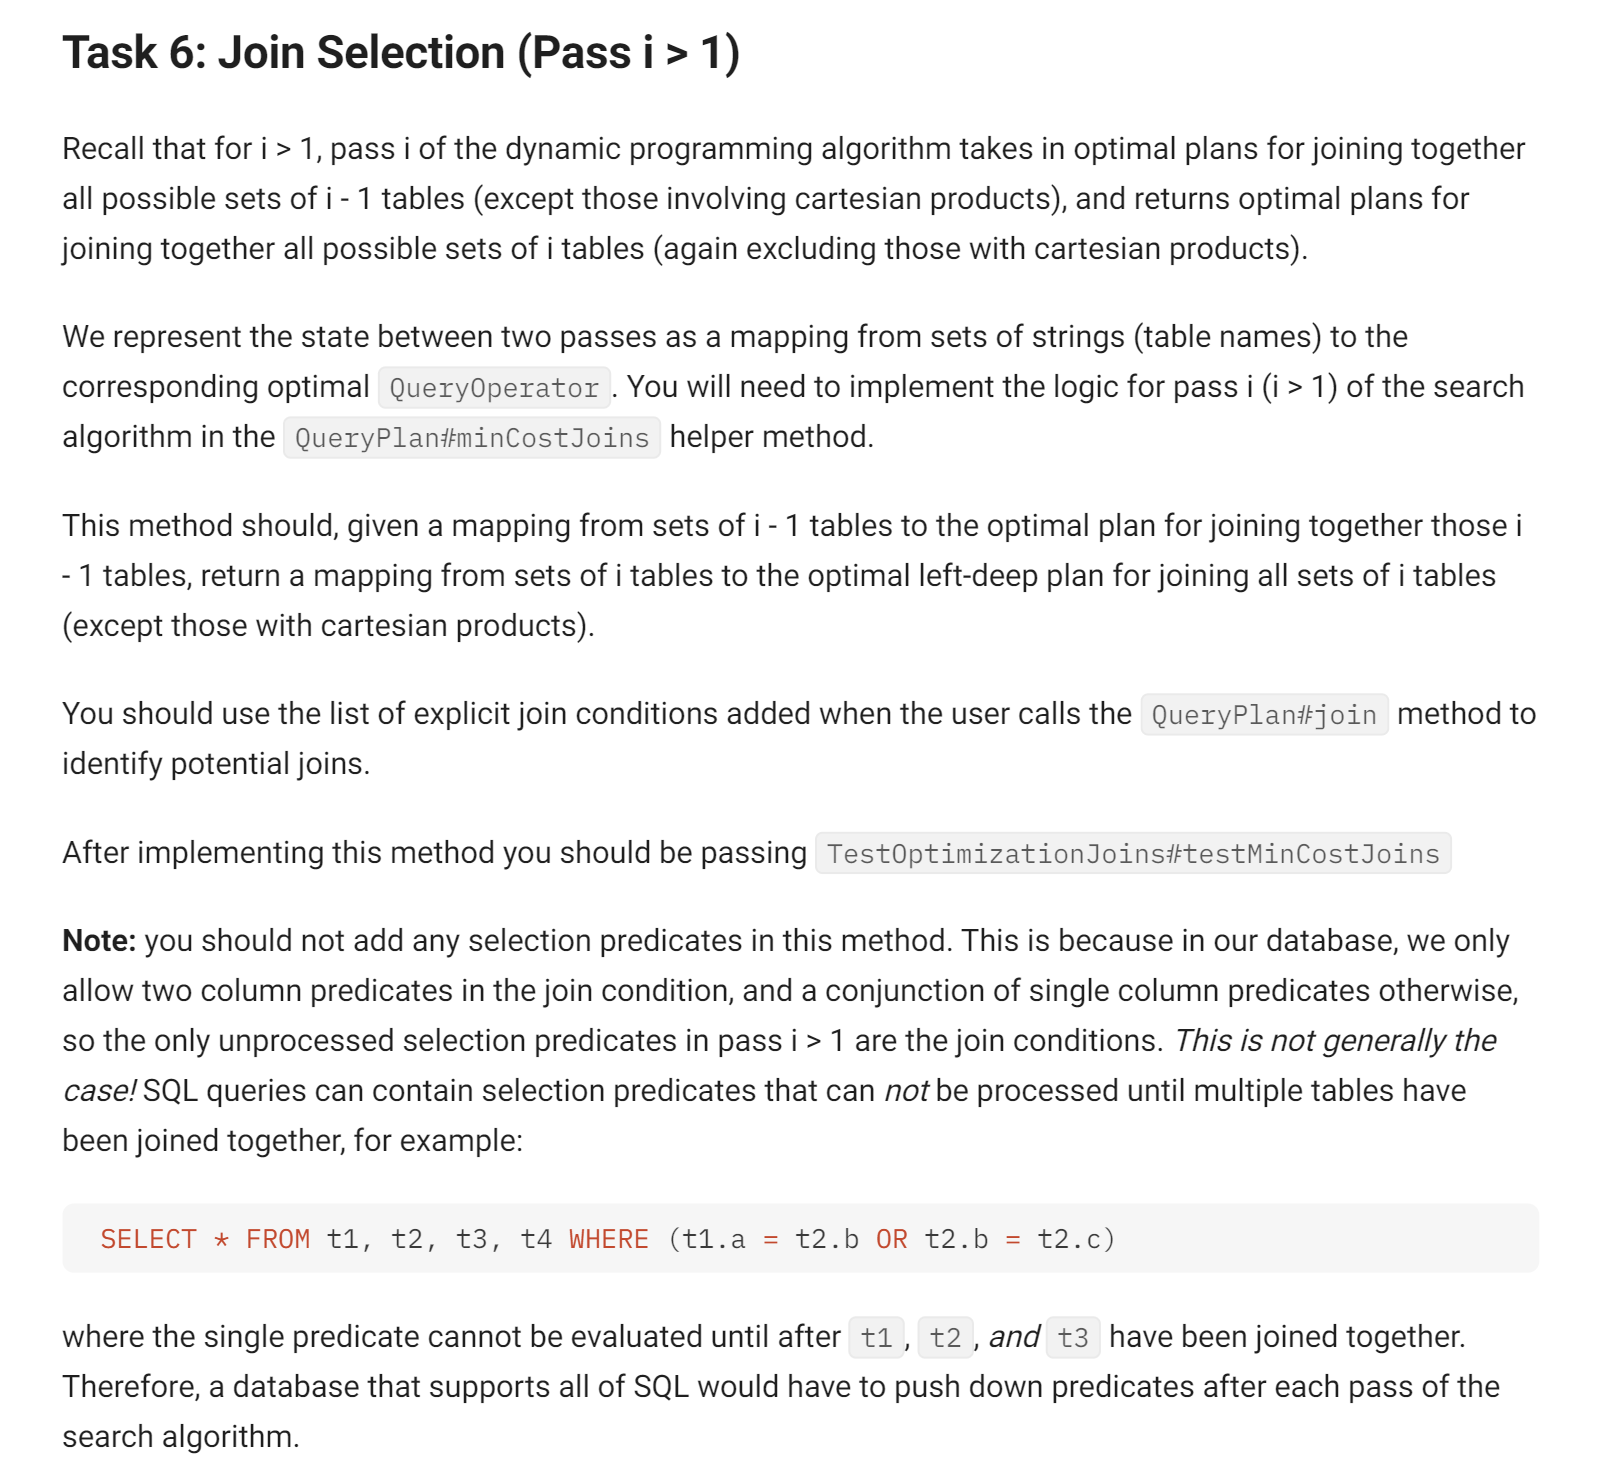 Task 6: Join Selection (Pass i > 1)
Recall that for i > 1, pass i of the dynamic programming algorithm takes in optimal plans for joining together
all possible sets of i - 1 tables (except those involving cartesian products), and returns optimal plans for
joining together all possible sets of i tables (again excluding those with cartesian products).
We represent the state between two passes as a mapping from sets of strings (table names) to the
corresponding optimal QueryOperator. You will need to implement the logic for pass i (i > 1) of the search
algorithm in the QueryPlan#minCostJoins helper method.
This method should, given a mapping from sets of i - 1 tables to the optimal plan for joining together those i
- 1 tables, return a mapping from sets of i tables to the optimal left-deep plan for joining all sets of i tables
(except those with cartesian products).
You should use the list of explicit join conditions added when the user calls the QueryPlan#join method to
identify potential joins.
After implementing this method you should be passing TestOptimizationJoins#testMinCostJoins
Note: you should not add any selection predicates in this method. This is because in our database, we only
allow two column predicates in the join condition, and a conjunction of single column predicates otherwise,
so the only unprocessed selection predicates in pass i > 1 are the join conditions. This is not generally the
case! SQL queries can contain selection predicates that can not be processed until multiple tables have
been joined together, for example:
SELECT * FROM t1, t2, t3, t4 WHERE (t1.a = t2.b OR t2.b = t2.c)
where the single predicate cannot be evaluated until after t1, t2, and t3 have been joined together.
Therefore, a database that supports all of SQL would have to push down predicates after each pass of the
search algorithm.